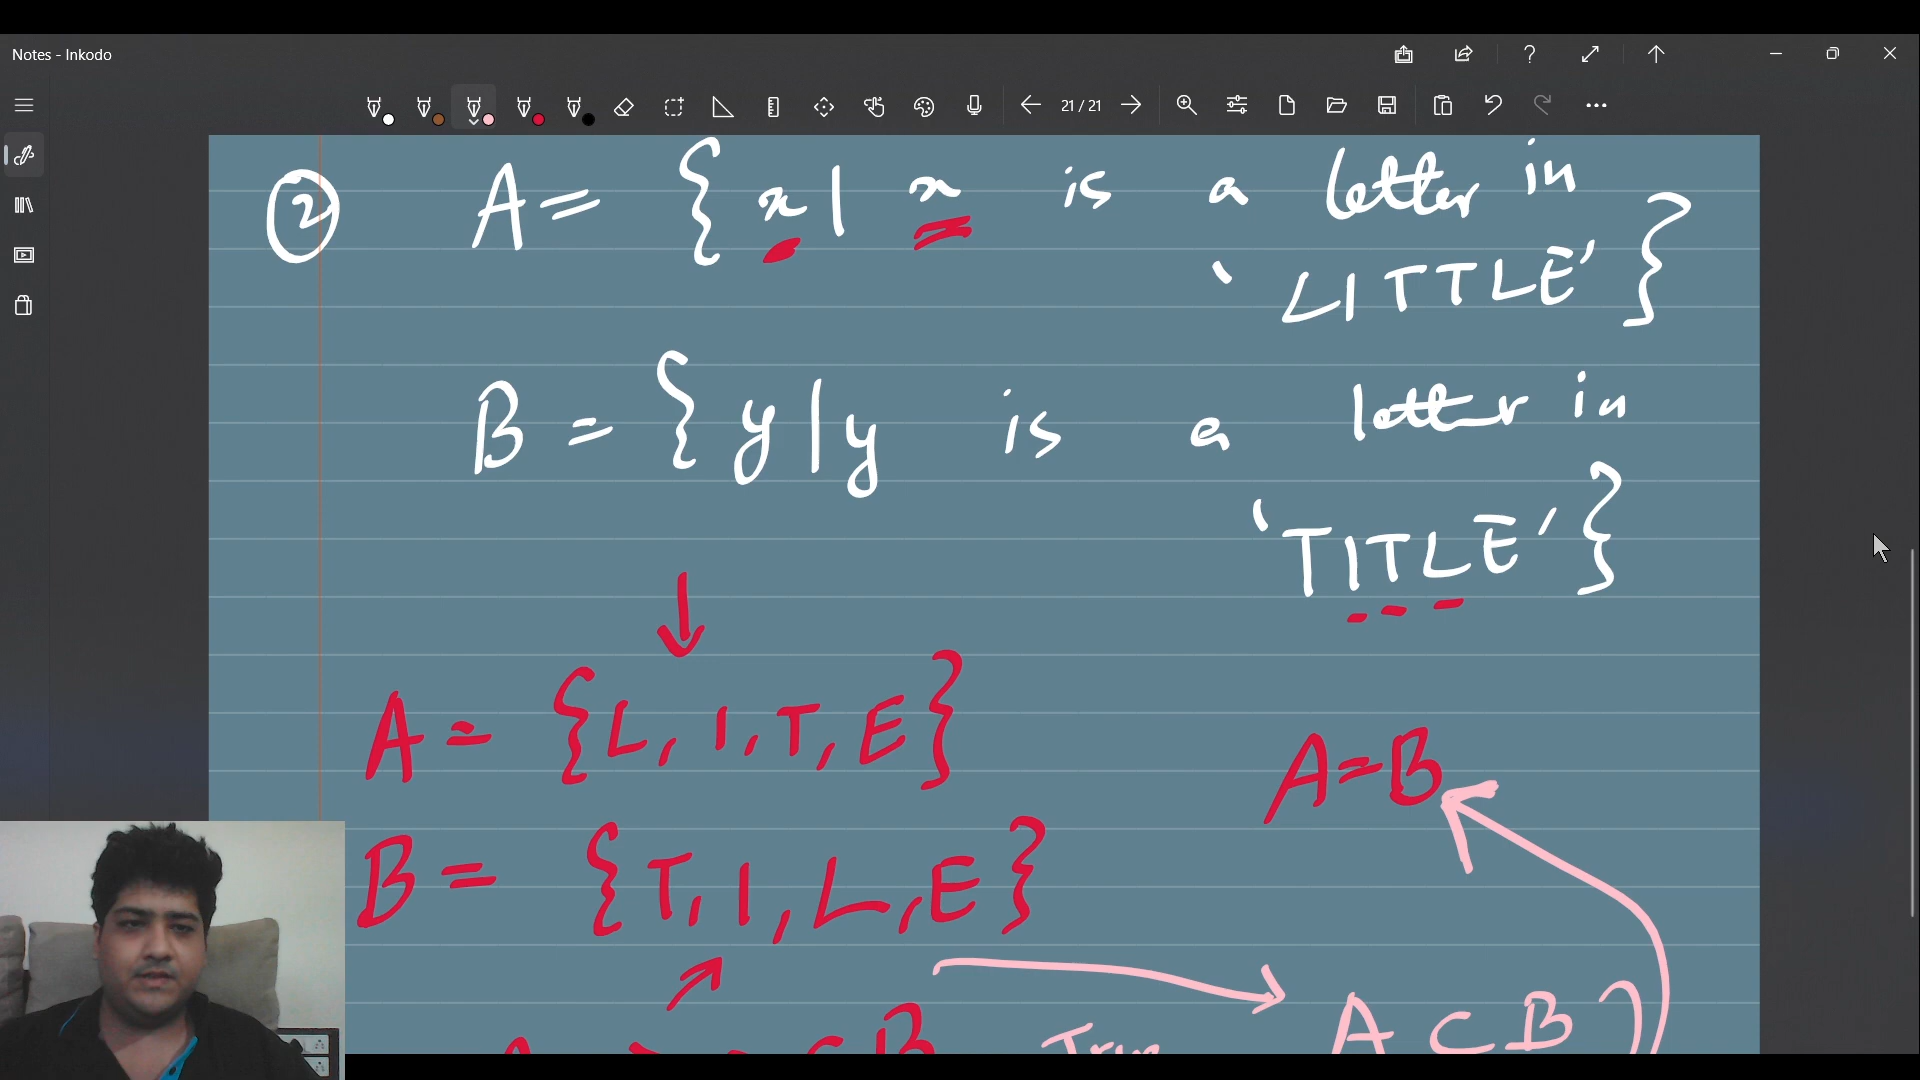 Notes - Inkodo
21 / 21
② A = { x | x is a letter in
'LITTLE' }
B = { y | y is a letter in
'TITLE' }
A = {L, I, T, E}
A = B
B = {T, I, L, E}
A ⊂ B